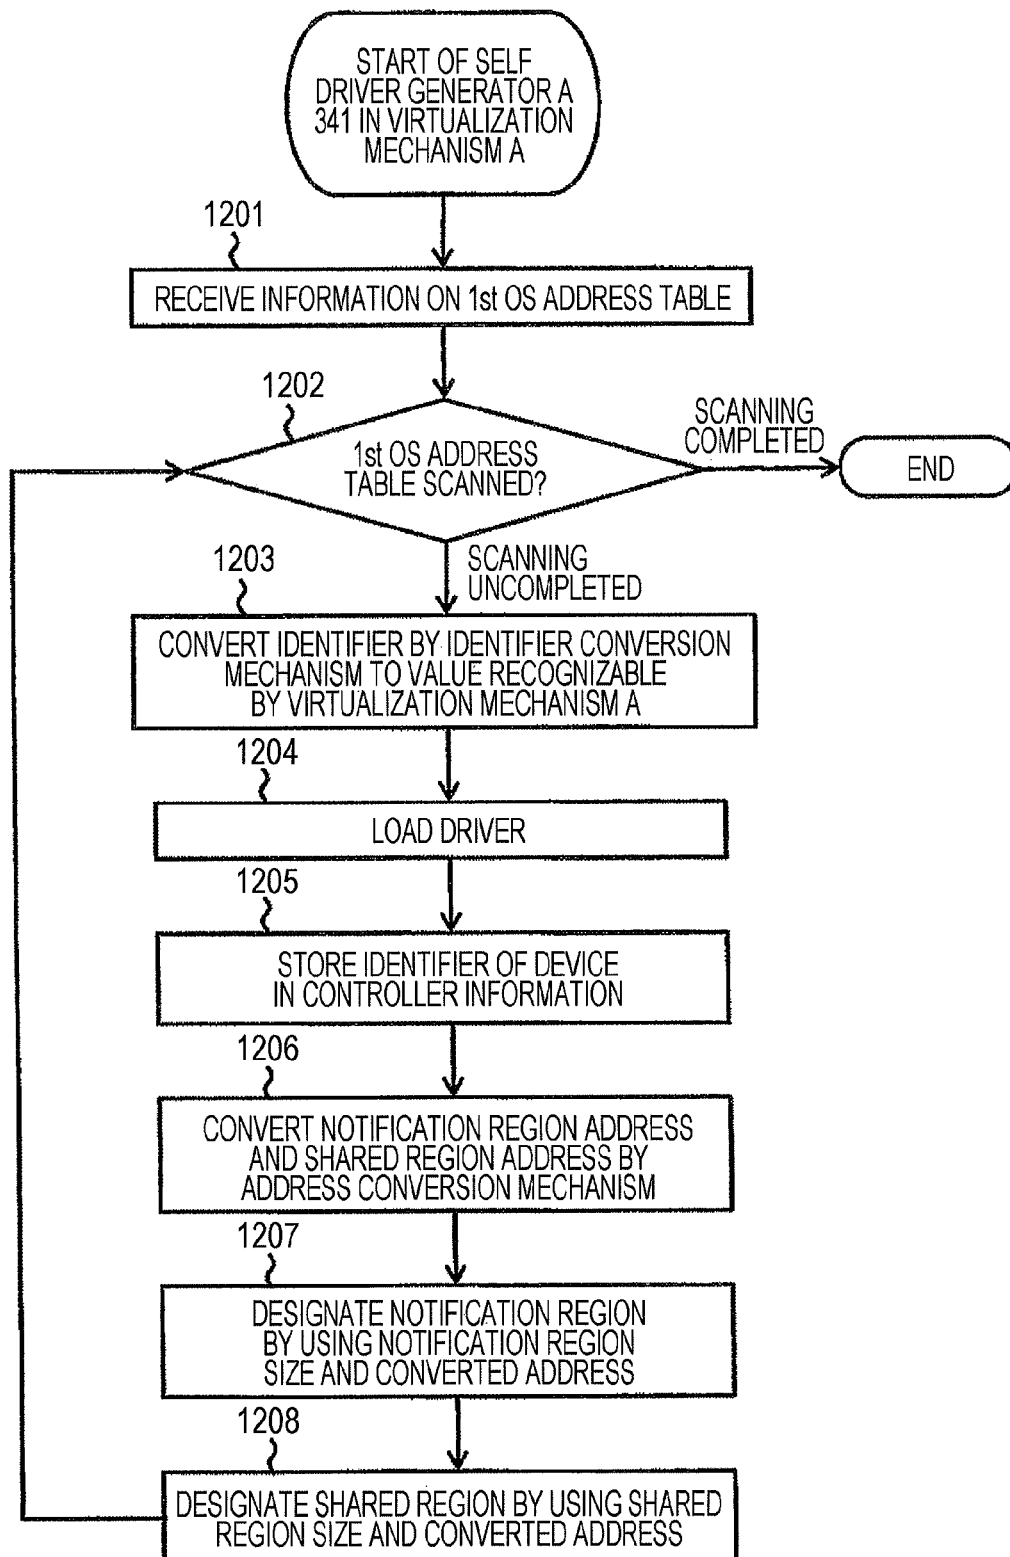 START OF SELF
DRIVER GENERATOR A
341 IN VIRTUALIZATION
MECHANISM A
1201
RECEIVE INFORMATION ON 1st OS ADDRESS TABLE
1202
1st OS ADDRESS
TABLE SCANNED?
SCANNING
COMPLETED
END
SCANNING
UNCOMPLETED
1203
CONVERT IDENTIFIER BY IDENTIFIER CONVERSION
MECHANISM TO VALUE RECOGNIZABLE
BY VIRTUALIZATION MECHANISM A
1204
LOAD DRIVER
1205
STORE IDENTIFIER OF DEVICE
IN CONTROLLER INFORMATION
1206
CONVERT NOTIFICATION REGION ADDRESS
AND SHARED REGION ADDRESS BY
ADDRESS CONVERSION MECHANISM
1207
DESIGNATE NOTIFICATION REGION
BY USING NOTIFICATION REGION
SIZE AND CONVERTED ADDRESS
1208
DESIGNATE SHARED REGION BY USING SHARED
REGION SIZE AND CONVERTED ADDRESS